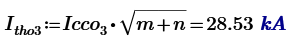 I_tho3 := Icco_3 · √(m+n) = 28.53 kA